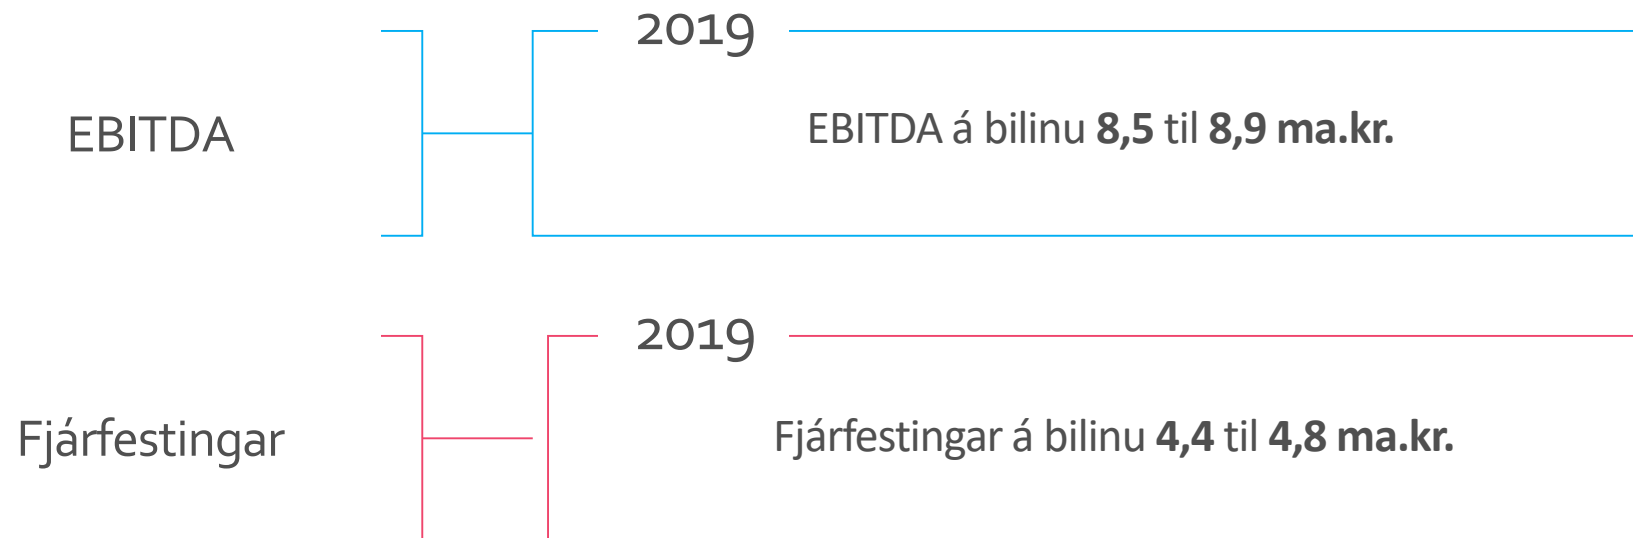 2019
EBITDA
EBITDA á bilinu 8,5 til 8,9 ma.kr.
2019
Fjárfestingar
Fjárfestingar á bilinu 4,4 til 4,8 ma.kr.